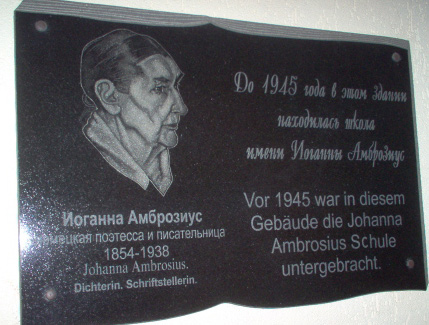 До 1945 года в этом здании
находилась школа
имени Иоганны Амброзиус
Vor 1945 war in diesem
Gebäude die Johanna
Ambrosius Schule
untergebracht.
Иоганна Амброзиус
немецкая поэтесса и писательница
1854-1938
Johanna Ambrosius.
Dichterin. Schriftstellerin.